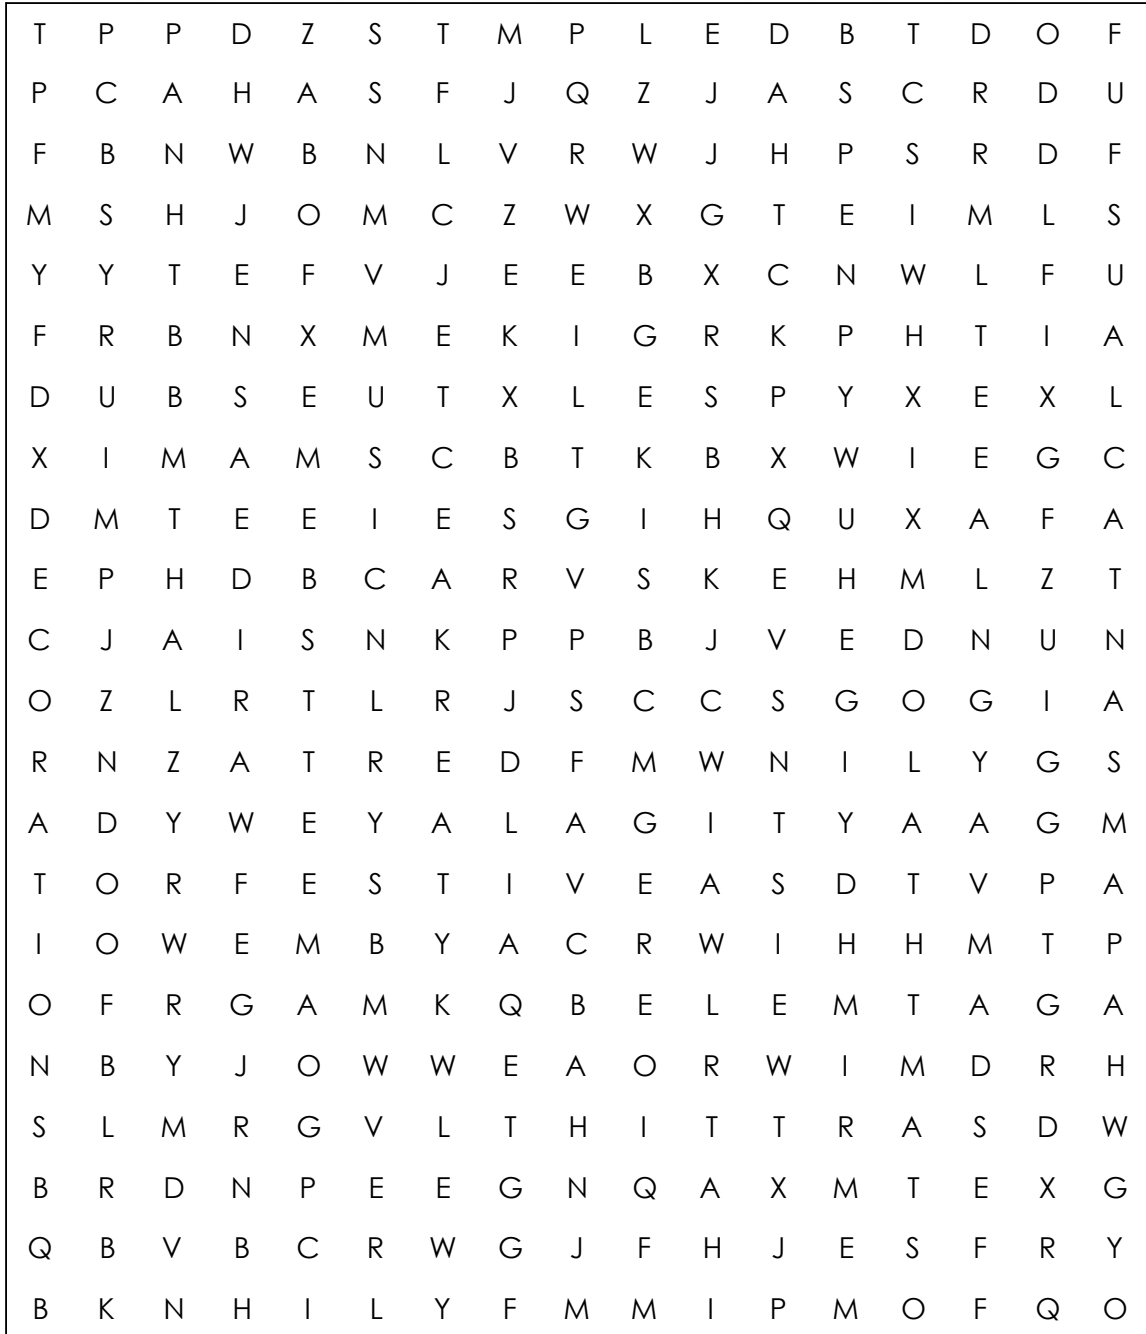 T P P D Z S T M P L E D B T D O F
P C A H A S F J Q Z J A S C R D U
F B N W B N L V R W J H P S R D F
M S H J O M C Z W X G T E I M L S
Y Y T E F V J E E B X C N W L F U
F R B N X M E K I G R K P H T I A
D U B S E U T X L E S P Y X E X L
X I M A M S C B T K B X W I E G C
D M T E E I E S G I H Q U X A F A
E P H D B C A R V S K E H M L Z T
C J A I S N K P P B J V E D N U N
O Z L R T L R J S C C S G O G I A
R N Z A T R E D F M W N I L Y G S
A D Y W E Y A L A G I T Y A A G M
T O R F E S T I V E A S D T V P A
I O W E M B Y A C R W I H H M T P
O F R G A M K Q B E L E M T A G A
N B Y J O W W E A O R W I M D R H
S L M R G V L T H I T T R A S D W
B R D N P E E G N Q A X M T E X G
Q B V B C R W G J F H J E S F R Y
B K N H I L Y F M M I P M O F Q O